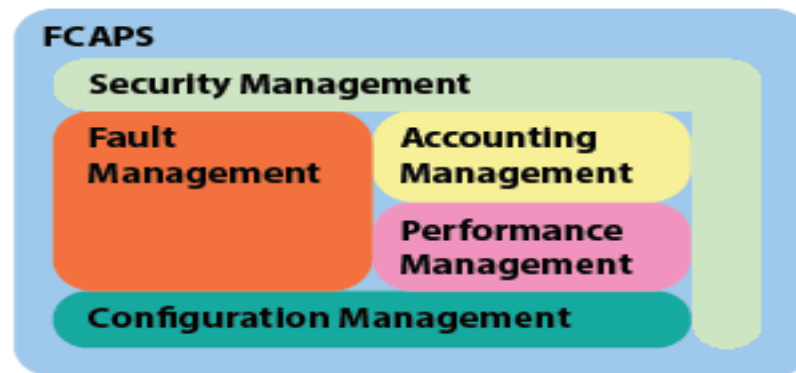 FCAPS
Security Management
Fault
Management
Accounting
Management
Performance
Management
Configuration Management